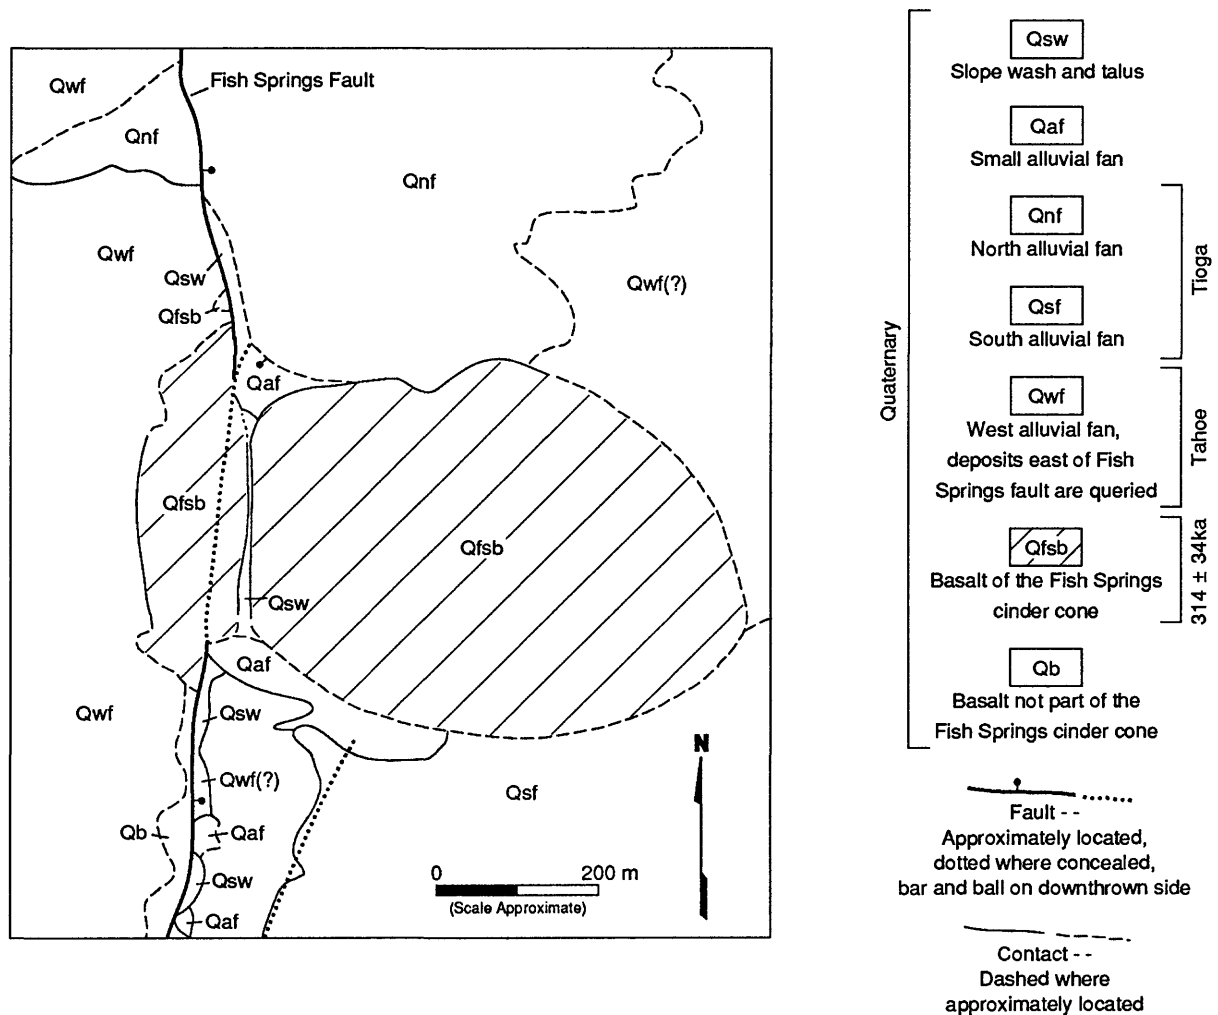 Qwf
Fish Springs Fault
Qnf
Qnf
Qwf
Qsw
Qwf(?)
Qfsb
Qaf
Qfsb
Qfsb
Qsw
Qaf
Qwf
Qsw
N
Qwf(?)
Qsf
Qb
Qaf
Qsw
0 200 m
(Scale Approximate)
Qaf
Quaternary
Qsw
Slope wash and talus
Qaf
Small alluvial fan
Qnf
North alluvial fan
Qsf
South alluvial fan
Tioga
Qwf
West alluvial fan,
deposits east of Fish
Springs fault are queried
Tahoe
Qfsb
Basalt of the Fish Springs
cinder cone
314 ± 34ka
Qb
Basalt not part of the
Fish Springs cinder cone
Fault - -
Approximately located,
dotted where concealed,
bar and ball on downthrown side
Contact - -
Dashed where
approximately located